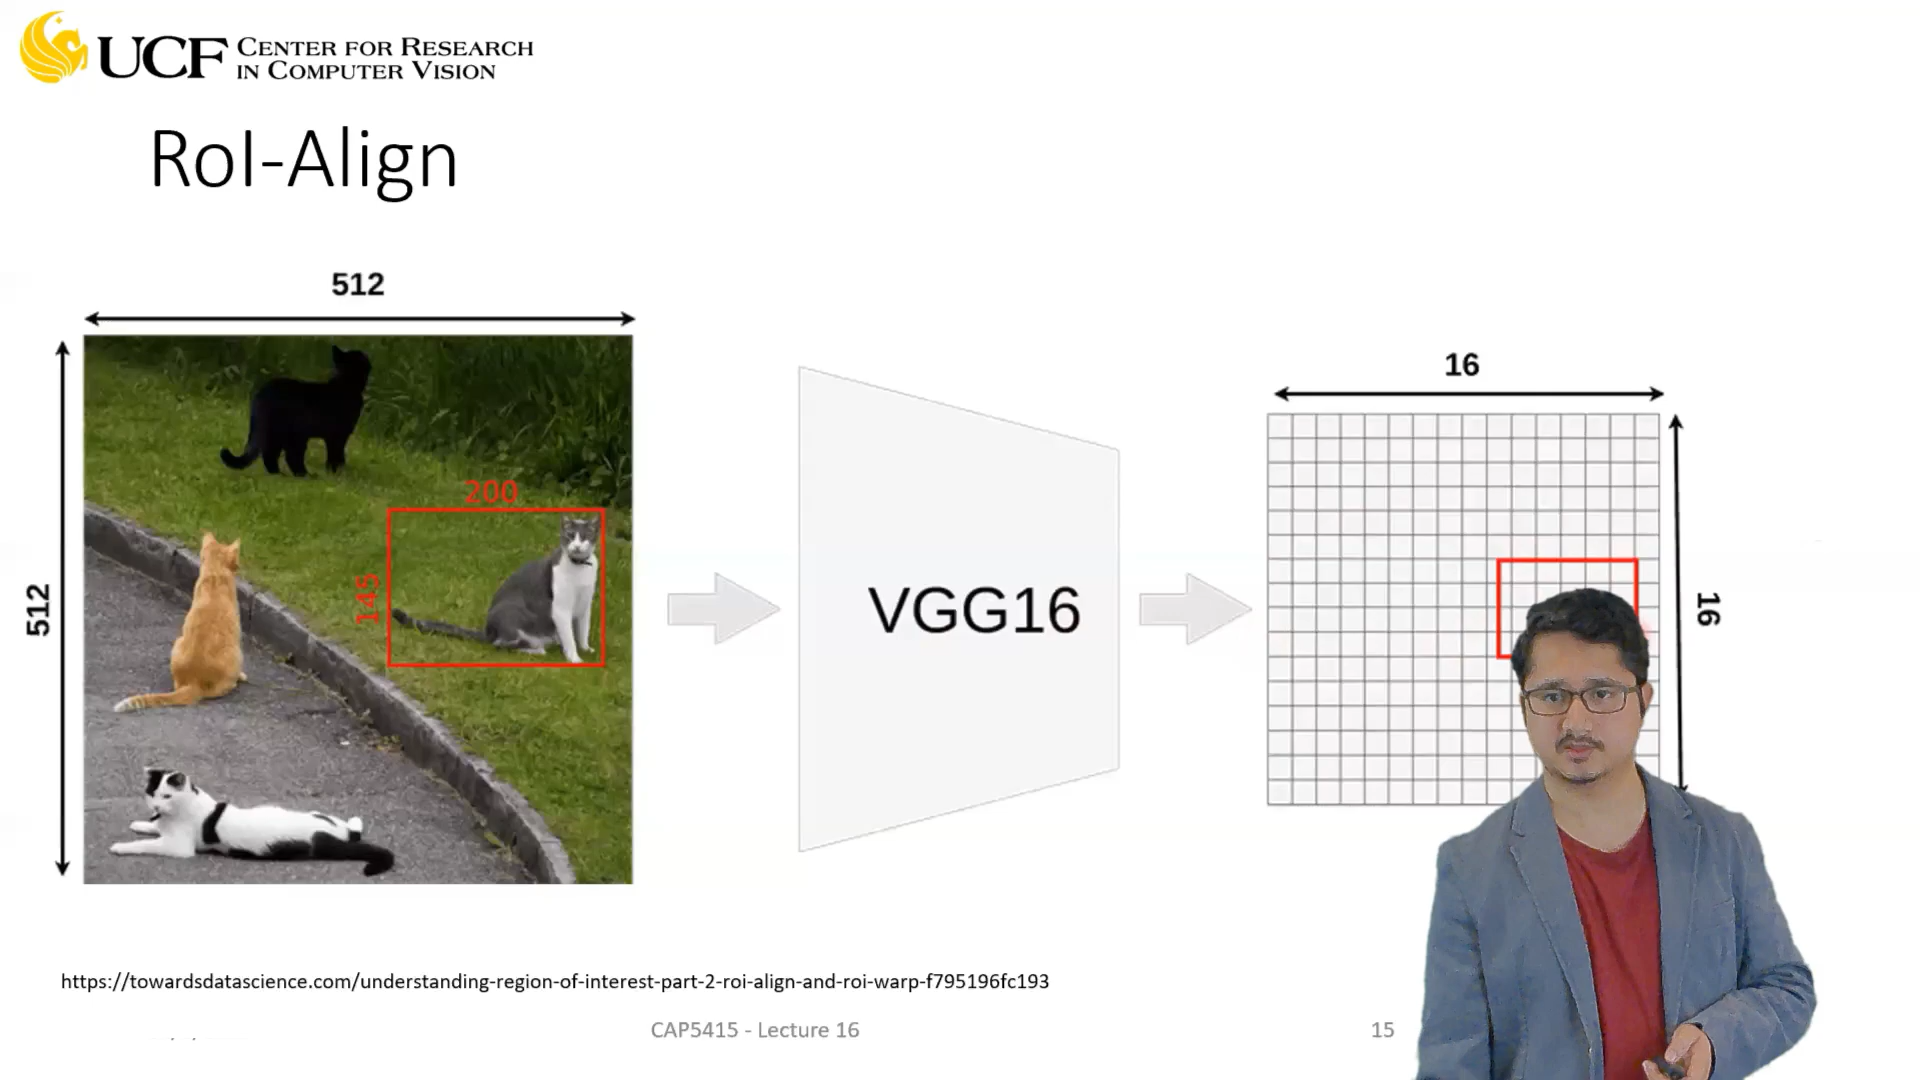 UCF CENTER FOR RESEARCH
IN COMPUTER VISION
RoI-Align
512
512
200
145
VGG16
16
16
https://towardsdatascience.com/understanding-region-of-interest-part-2-roi-align-and-roi-warp-f795196fc193
CAP5415 - Lecture 16
15